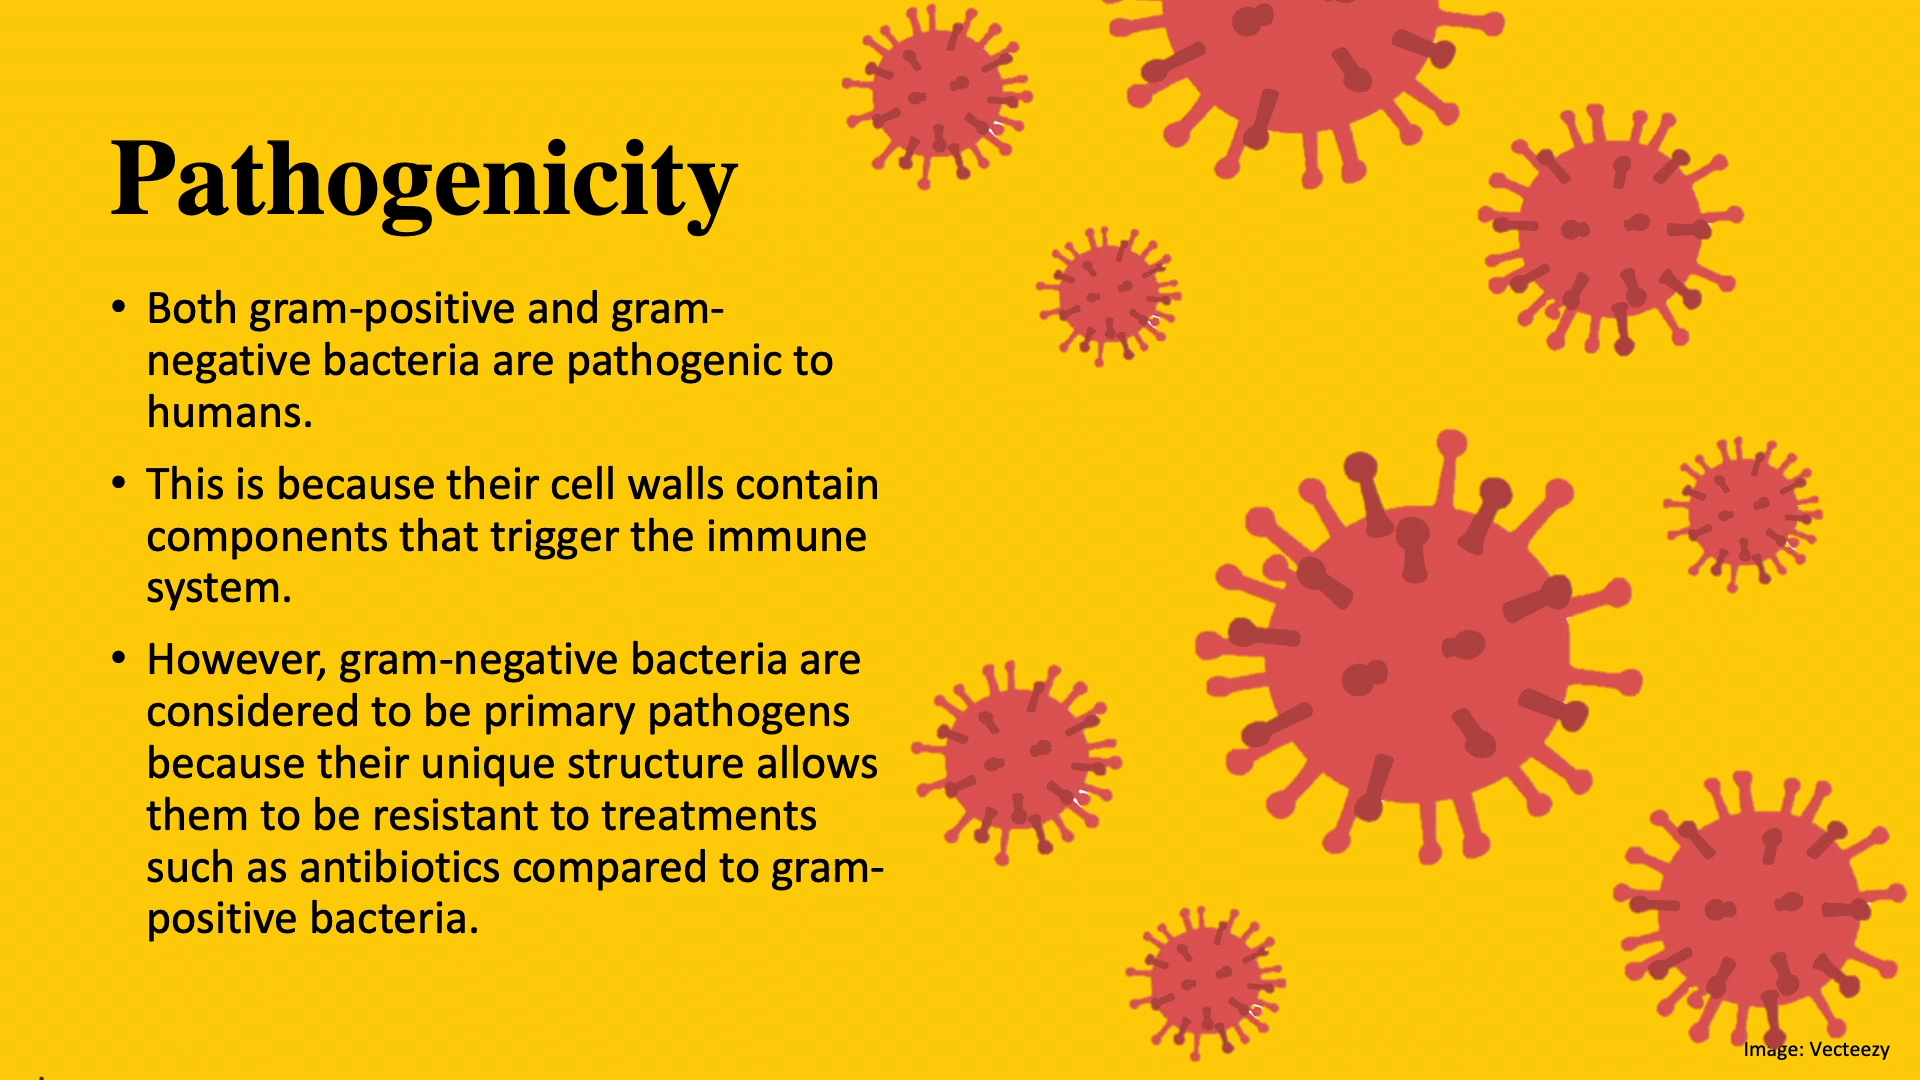 Pathogenicity
• Both gram-positive and gram-
negative bacteria are pathogenic to
humans.
• This is because their cell walls contain
components that trigger the immune
system.
• However, gram-negative bacteria are
considered to be primary pathogens
because their unique structure allows
them to be resistant to treatments
such as antibiotics compared to gram-
positive bacteria.
Image: Vecteezy